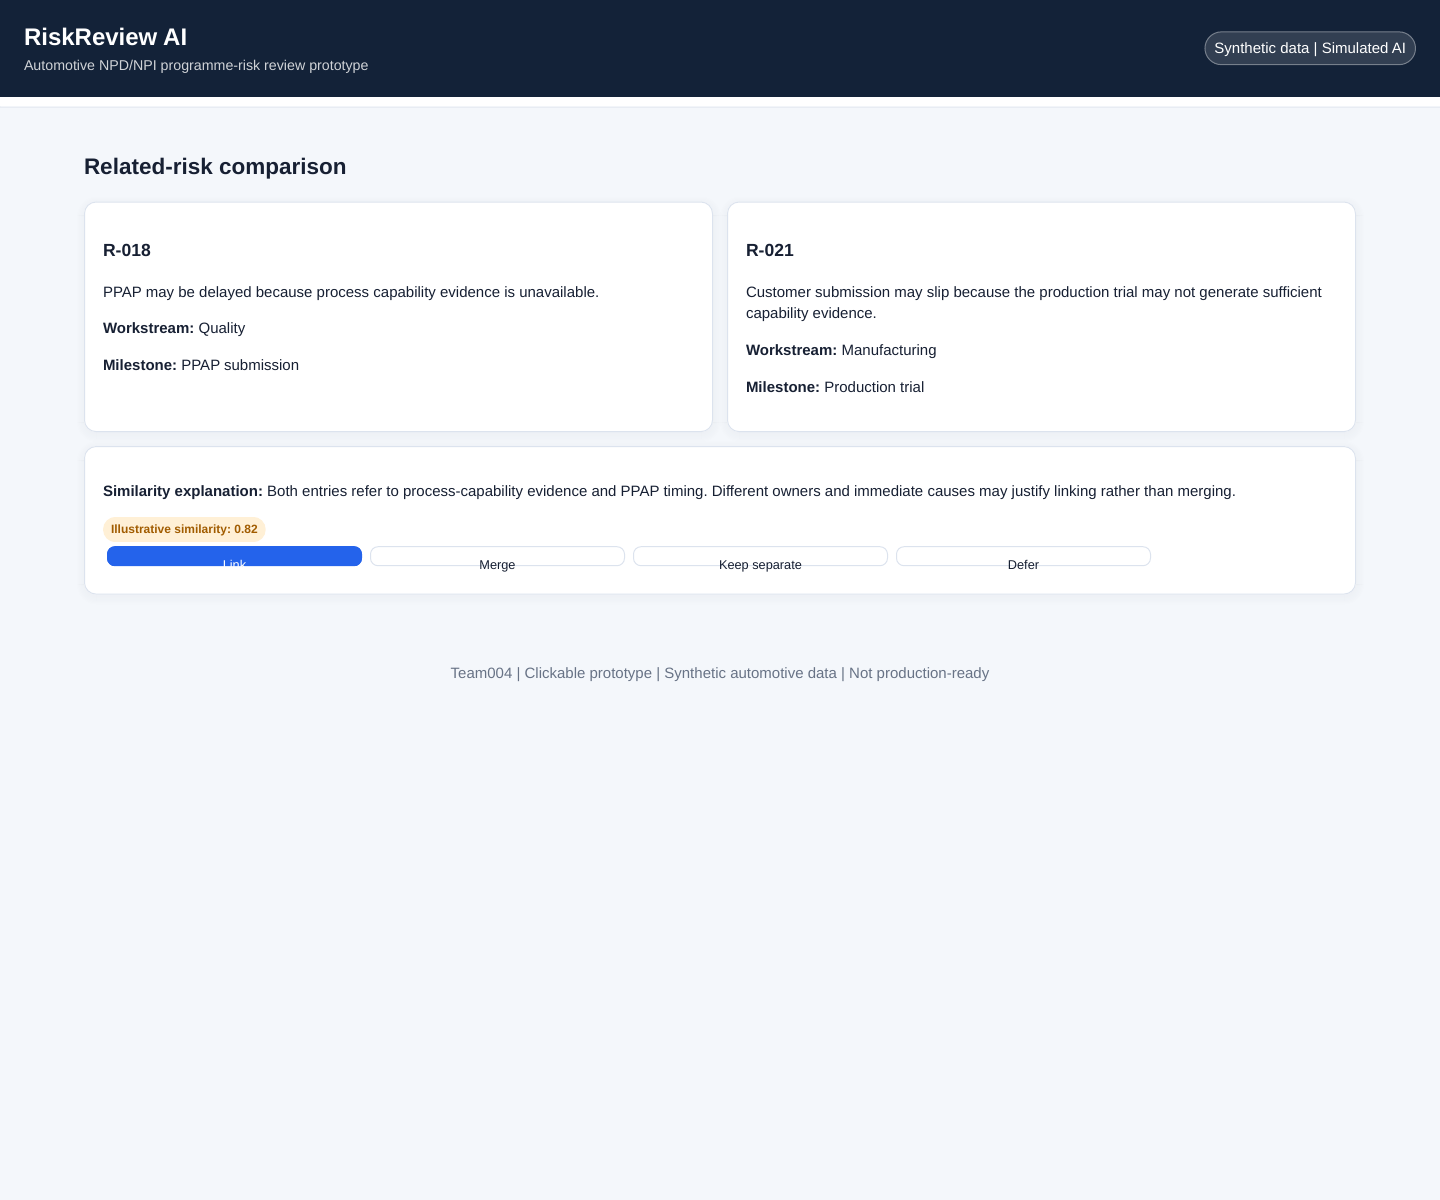 RiskReview AI
Automotive NPD/NPI programme-risk review prototype
Synthetic data | Simulated AI
Related-risk comparison
R-018
PPAP may be delayed because process capability evidence is unavailable.
Workstream: Quality
Milestone: PPAP submission
R-021
Customer submission may slip because the production trial may not generate sufficient
capability evidence.
Workstream: Manufacturing
Milestone: Production trial
Similarity explanation: Both entries refer to process-capability evidence and PPAP timing. Different owners and immediate causes may justify linking rather than merging.
Illustrative similarity: 0.82
Link
Merge
Keep separate
Defer
Team004 | Clickable prototype | Synthetic automotive data | Not production-ready